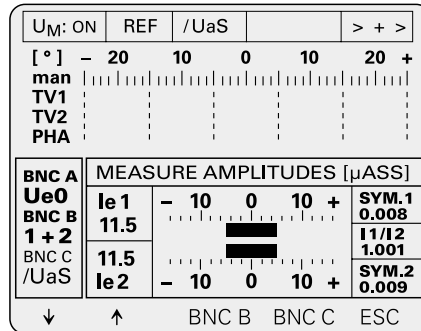 UM: ON REF /UaS > + >
[°] – 20 10 0 10 20 +
man
TV1
TV2
PHA
BNC A
Ue0
BNC B
1+2
BNC C
/UaS
MEASURE AMPLITUDES [µASS]
Ie 1
11.5
– 10 0 10 +
SYM.1
0.008
I1/I2
1.001
11.5
Ie2
– 10 0 10 +
SYM.2
0.009
↓ ↑ BNC B BNC C ESC